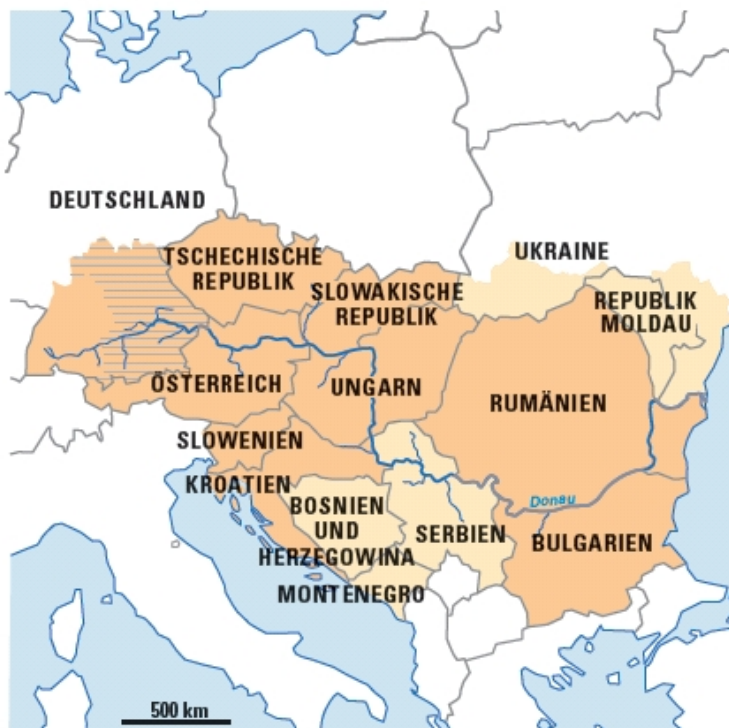 DEUTSCHLAND
TSCHECHISCHE
REPUBLIK
UKRAINE
SLOWAKISCHE
REPUBLIK
REPUBLIK
MOLDAU
ÖSTERREICH
UNGARN
RUMÄNIEN
SLOWENIEN
KROATIEN
BOSNIEN
UND
HERZEGOWINA
SERBIEN
Donau
BULGARIEN
MONTENEGRO
500 km